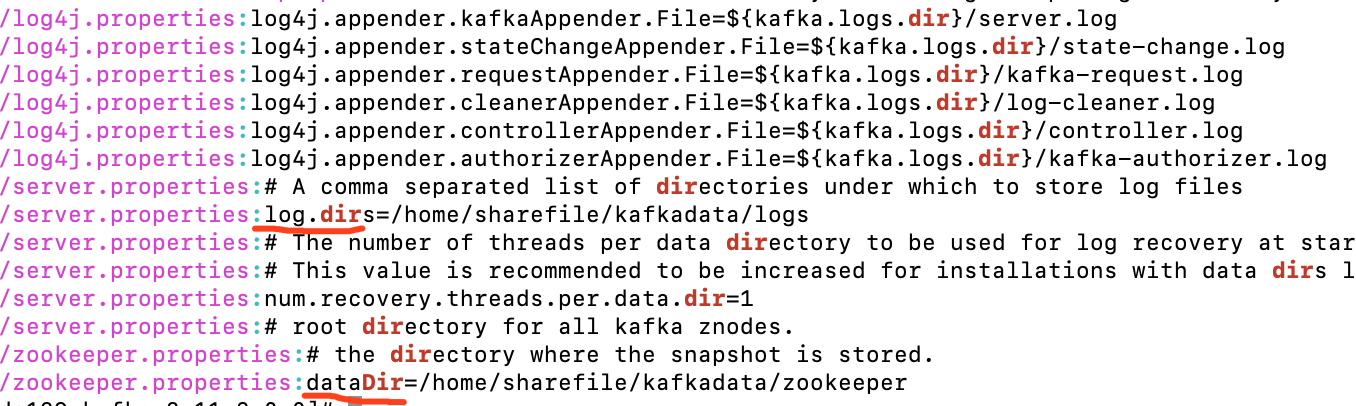 /log4j.properties:log4j.appender.kafkaAppender.File=${kafka.logs.dir}/server.log
/log4j.properties:log4j.appender.stateChangeAppender.File=${kafka.logs.dir}/state-change.log
/log4j.properties:log4j.appender.requestAppender.File=${kafka.logs.dir}/kafka-request.log
/log4j.properties:log4j.appender.cleanerAppender.File=${kafka.logs.dir}/log-cleaner.log
/log4j.properties:log4j.appender.controllerAppender.File=${kafka.logs.dir}/controller.log
/log4j.properties:log4j.appender.authorizerAppender.File=${kafka.logs.dir}/kafka-authorizer.log
/server.properties:# A comma separated list of directories under which to store log files
/server.properties:log.dirs=/home/sharefile/kafkadata/logs
/server.properties:# The number of threads per data directory to be used for log recovery at star
/server.properties:# This value is recommended to be increased for installations with data dirs l
/server.properties:num.recovery.threads.per.data.dir=1
/server.properties:# root directory for all kafka znodes.
/zookeeper.properties:# the directory where the snapshot is stored.
/zookeeper.properties:dataDir=/home/sharefile/kafkadata/zookeeper